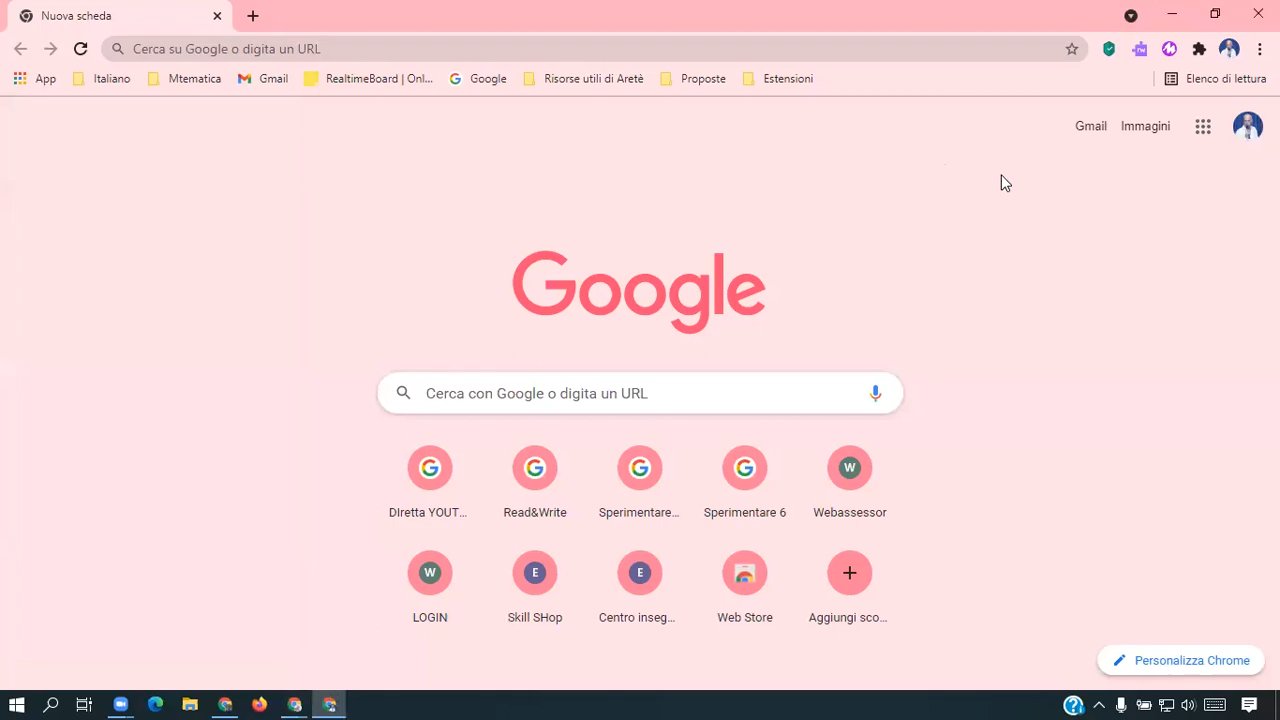 Nuova scheda
Cerca su Google o digita un URL
App Italiano Mtematica Gmail RealtimeBoard | Onl... Google Risorse utili di Aretè Proposte Estensioni Elenco di lettura
Gmail Immagini
Google
Cerca con Google o digita un URL
DIretta YOUT... Read&Write Sperimentare... Sperimentare 6 W Webassessor
W LOGIN E Skill SHop E Centro inseg... Web Store Aggiungi sco...
Personalizza Chrome